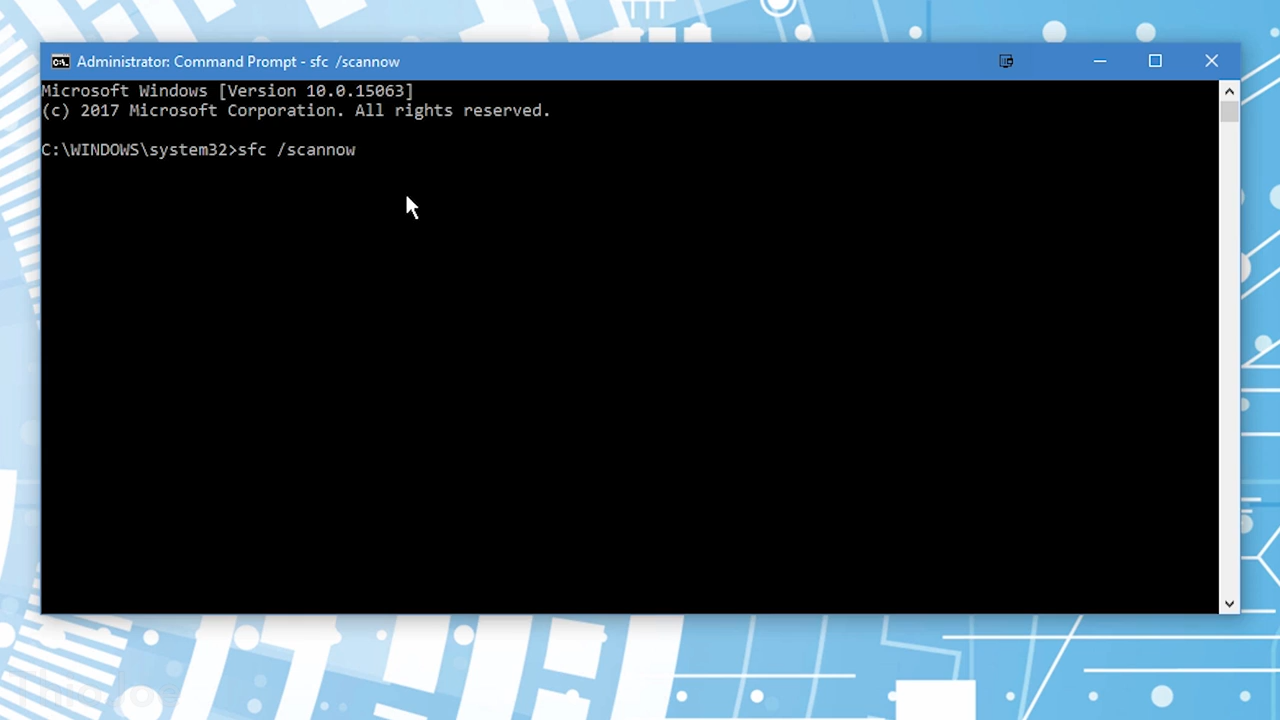 Administrator: Command Prompt - sfc  /scannow
Microsoft Windows [Version 10.0.15063]
(c) 2017 Microsoft Corporation. All rights reserved.
C:\WINDOWS\system32>sfc /scannow